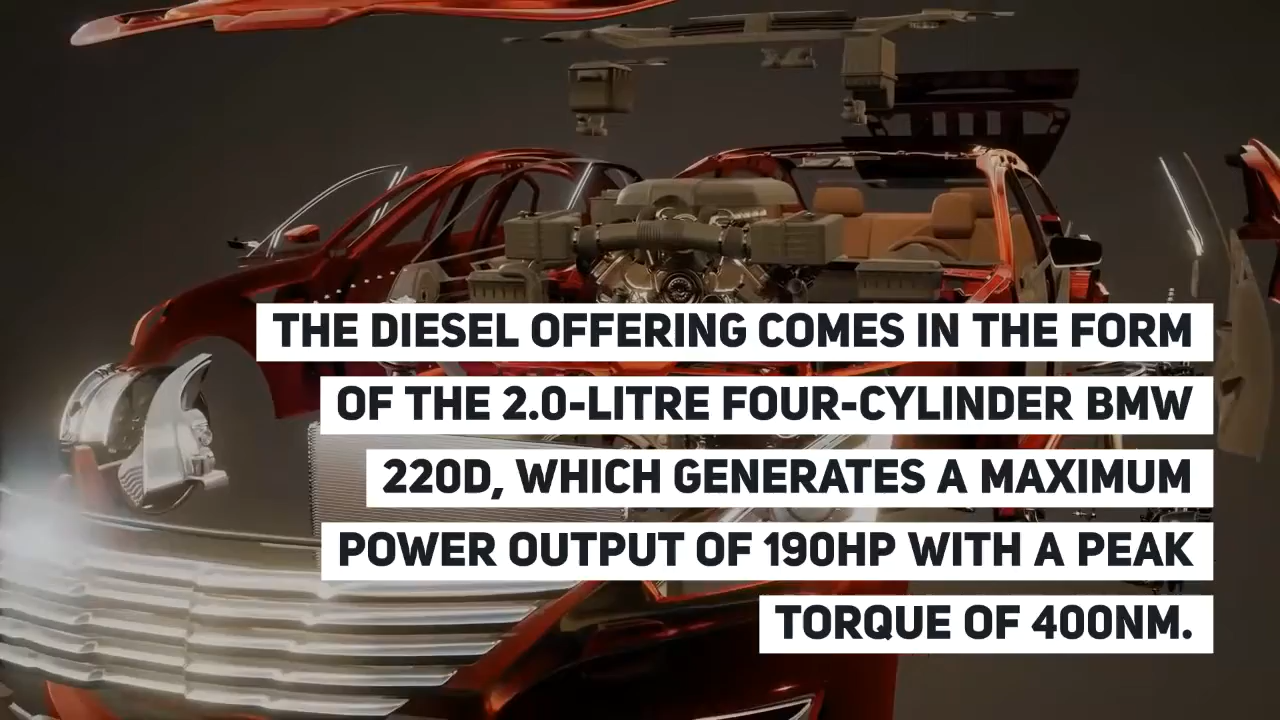 THE DIESEL OFFERING COMES IN THE FORM
OF THE 2.0-LITRE FOUR-CYLINDER BMW
220D, WHICH GENERATES A MAXIMUM
POWER OUTPUT OF 190HP WITH A PEAK
TORQUE OF 400NM.